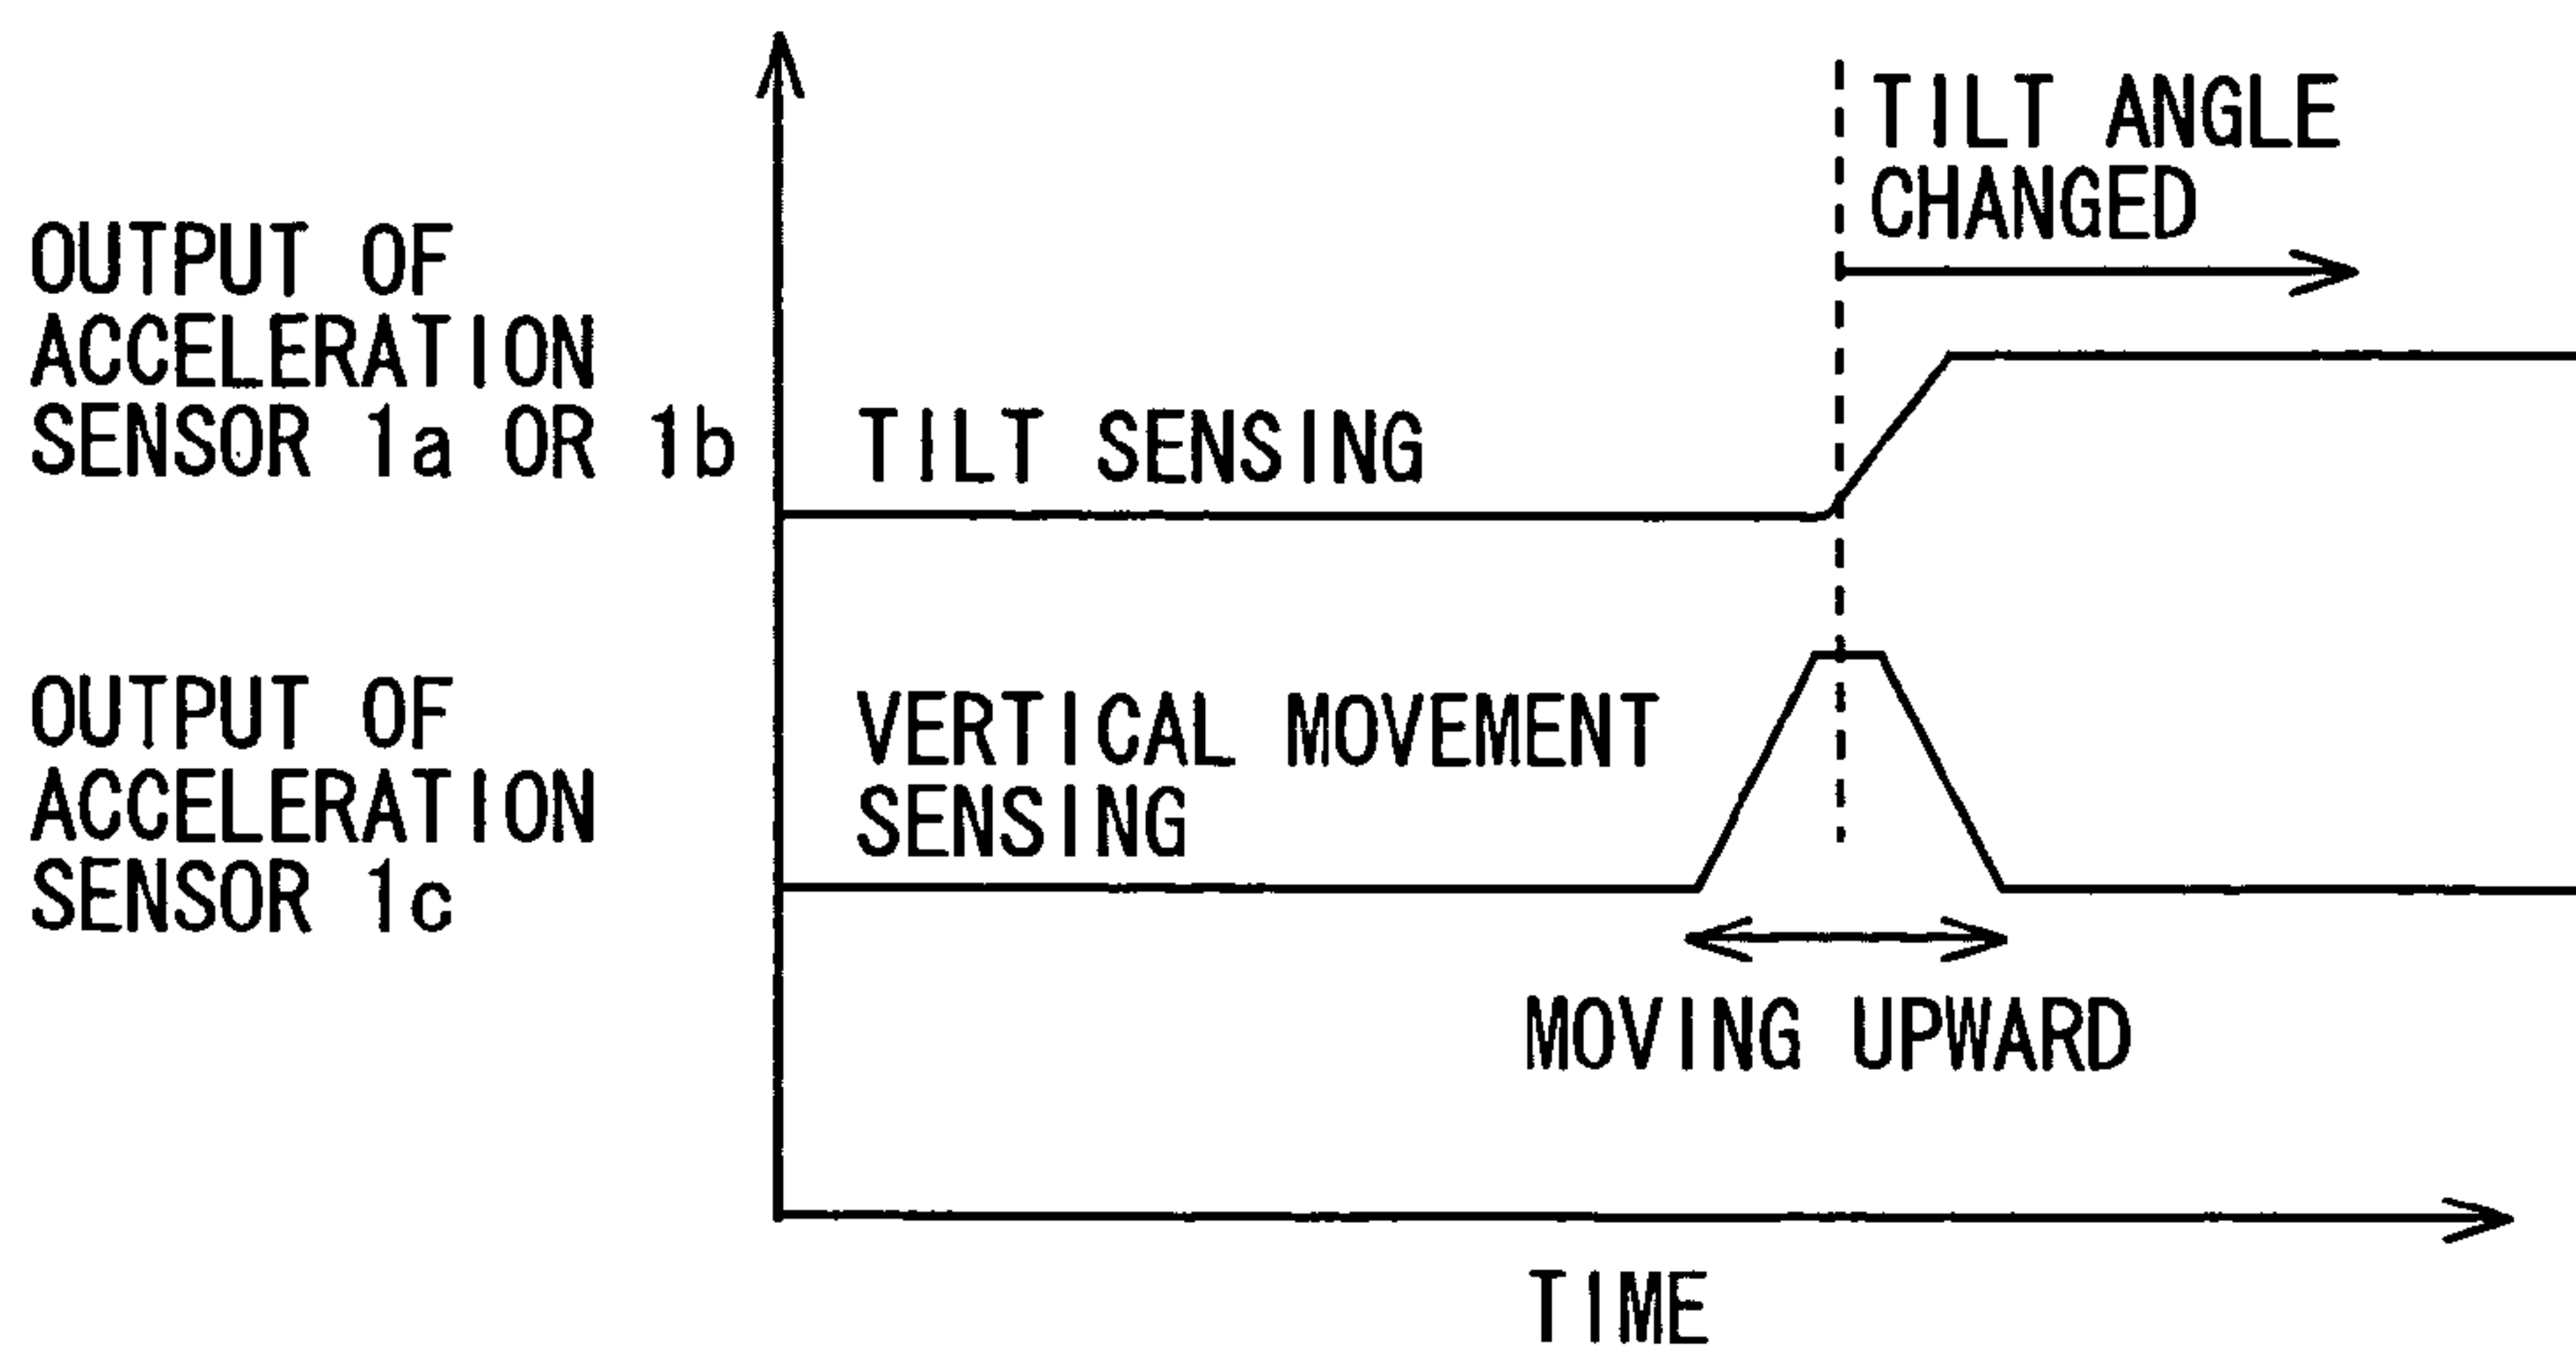 TILT ANGLE
CHANGED
OUTPUT OF
ACCELERATION
SENSOR 1a OR 1b
TILT SENSING
OUTPUT OF
ACCELERATION
SENSOR 1c
VERTICAL MOVEMENT
SENSING
MOVING UPWARD
TIME